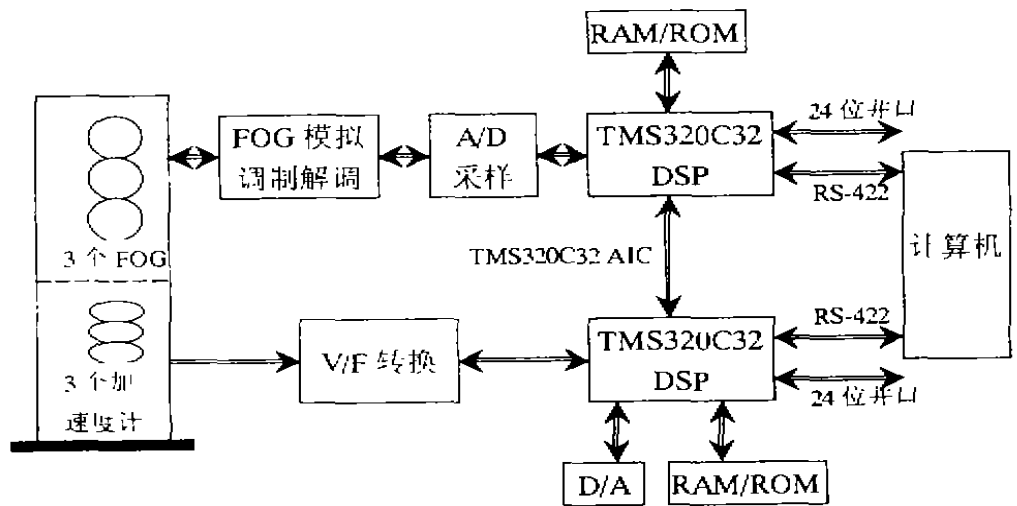 RAM/ROM
24 位并口
FOG 模拟
调制解调
A/D
采样
TMS320C32
DSP
RS-422
3 个 FOG
TMS320C32 AIC
计算机
3 个加
速度计
V/F 转换
TMS320C32
DSP
RS-422
24 位并口
D/A
RAM/ROM